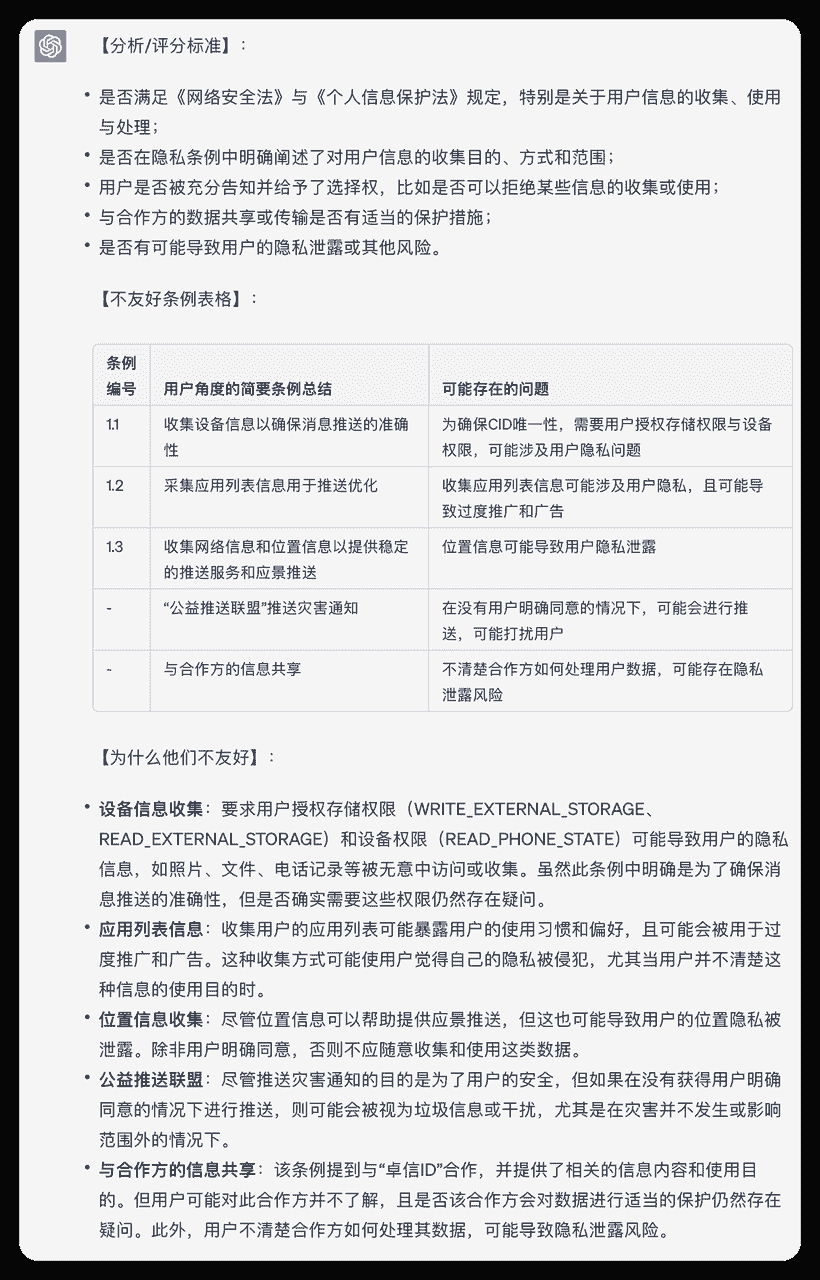 【分析/评分标准】：
• 是否满足《网络安全法》与《个人信息保护法》规定，特别是关于用户信息的收集、使用
与处理；
• 是否在隐私条例中明确阐述了对用户信息的收集目的、方式和范围；
• 用户是否被充分告知并给予了选择权，比如是否可以拒绝某些信息的收集或使用；
• 与合作方的数据共享或传输是否有适当的保护措施；
• 是否有可能导致用户的隐私泄露或其他风险。
【不友好条例表格】：
条例
编号
用户角度的简要条例总结
可能存在的问题
1.1
收集设备信息以确保消息推送的准确
性
为确保CID唯一性，需要用户授权存储权限与设备
权限，可能涉及用户隐私问题
1.2
采集应用列表信息用于推送优化
收集应用列表信息可能涉及用户隐私，且可能导
致过度推广和广告
1.3
收集网络信息和位置信息以提供稳定
的推送服务和应景推送
位置信息可能导致用户隐私泄露
-
“公益推送联盟”推送灾害通知
在没有用户明确同意的情况下，可能会进行推
送，可能打扰用户
-
与合作方的信息共享
不清楚合作方如何处理用户数据，可能存在隐私
泄露风险
【为什么他们不友好】：
• 设备信息收集：要求用户授权存储权限（WRITE_EXTERNAL_STORAGE、
READ_EXTERNAL_STORAGE）和设备权限（READ_PHONE_STATE）可能导致用户的隐私
信息，如照片、文件、电话记录等被无意中访问或收集。虽然此条例中明确是为了确保消
息推送的准确性，但是否确实需要这些权限仍然存在疑问。
• 应用列表信息：收集用户的应用列表可能暴露用户的使用习惯和偏好，且可能会被用于过
度推广和广告。这种收集方式可能使用户觉得自己的隐私被侵犯，尤其当用户并不清楚这
种信息的使用目的时。
• 位置信息收集：尽管位置信息可以帮助提供应景推送，但这也可能导致用户的位置隐私被
泄露。除非用户明确同意，否则不应随意收集和使用这类数据。
• 公益推送联盟：尽管推送灾害通知的目的是为了用户的安全，但如果在没有获得用户明确
同意的情况下进行推送，则可能会被视为垃圾信息或干扰，尤其是在灾害并不发生或影响
范围外的情况下。
• 与合作方的信息共享：该条例提到与“卓信ID”合作，并提供了相关的信息内容和使用目
的。但用户可能对此合作方并不了解，且是否该合作方会对数据进行适当的保护仍然存在
疑问。此外，用户不清楚合作方如何处理其数据，可能导致隐私泄露风险。